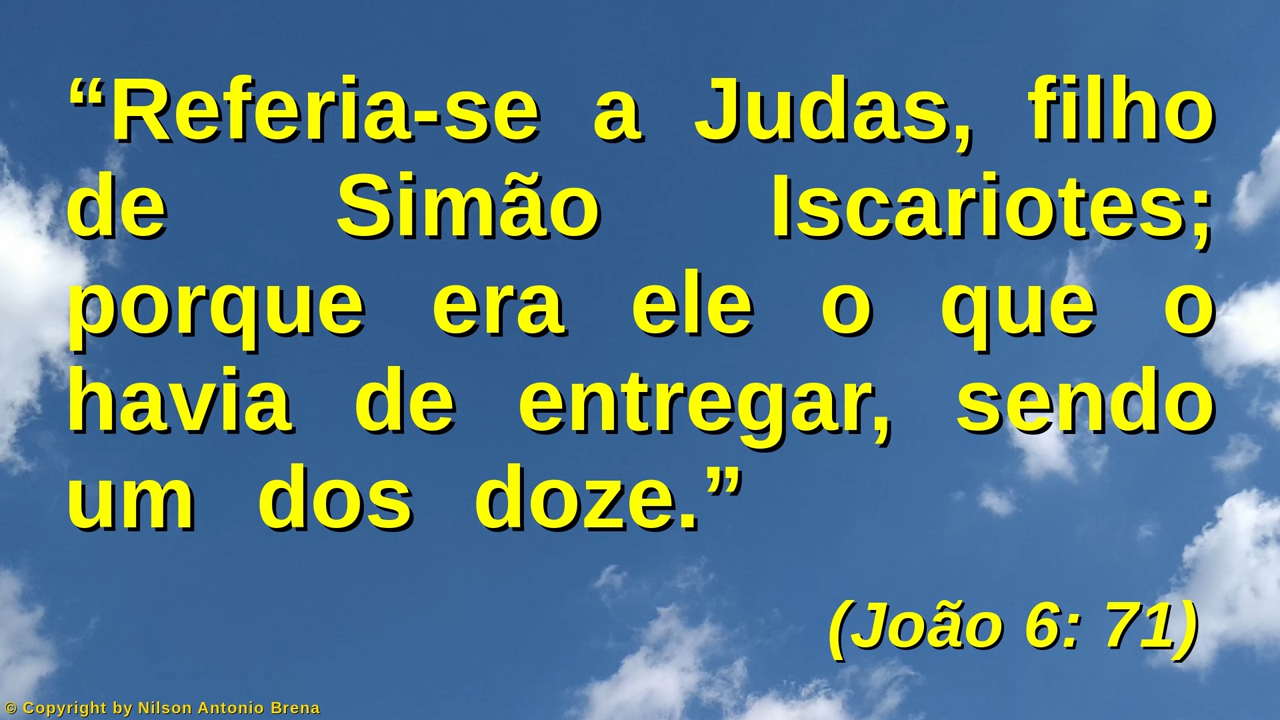 “Referia-se a Judas, filho
de Simão Iscariotes;
porque era ele o que o
havia de entregar, sendo
um dos doze.”
(João 6: 71)
© Copyright by Nilson Antonio Brena